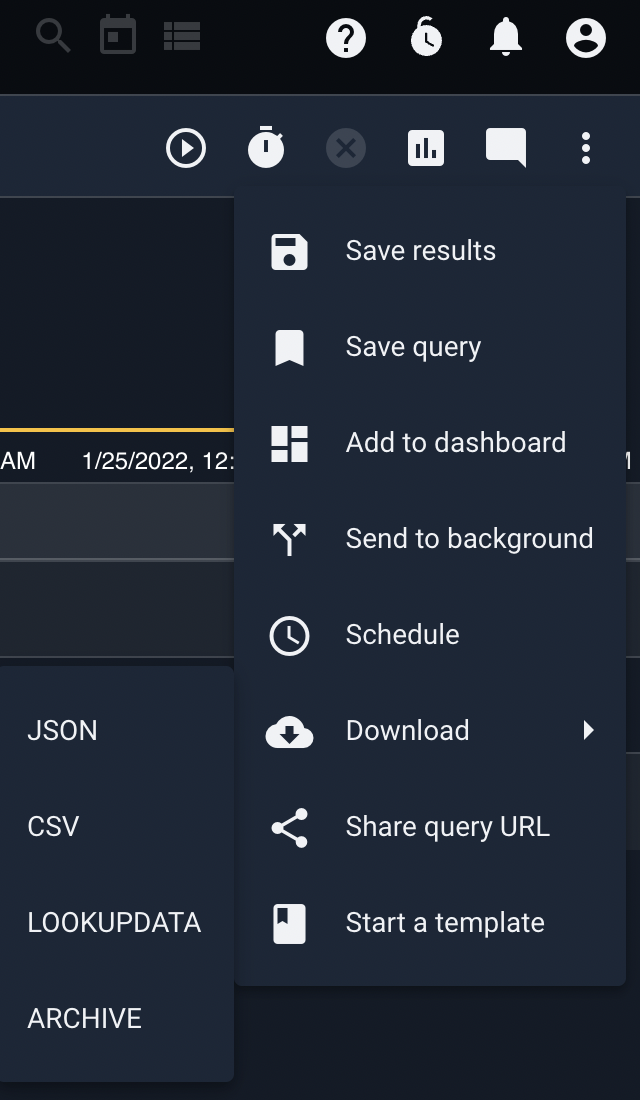 Save results
Save query
Add to dashboard
AM 1/25/2022, 12:
Send to background
Schedule
JSON
Download
CSV
Share query URL
LOOKUPDATA
Start a template
ARCHIVE